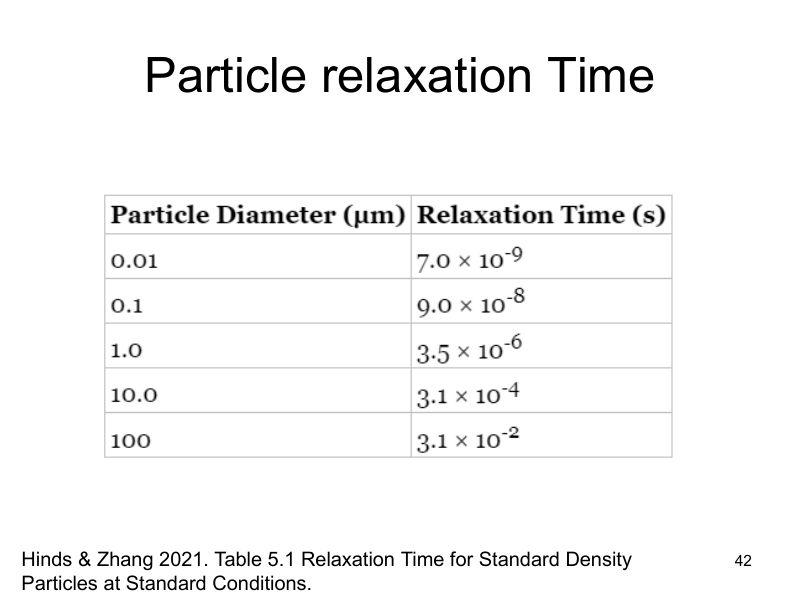 Particle relaxation Time
Particle Diameter (µm) Relaxation Time (s)
0.01 7.0 × 10⁻⁹
0.1 9.0 × 10⁻⁸
1.0 3.5 × 10⁻⁶
10.0 3.1 × 10⁻⁴
100 3.1 × 10⁻²
Hinds & Zhang 2021. Table 5.1 Relaxation Time for Standard Density
Particles at Standard Conditions.
42